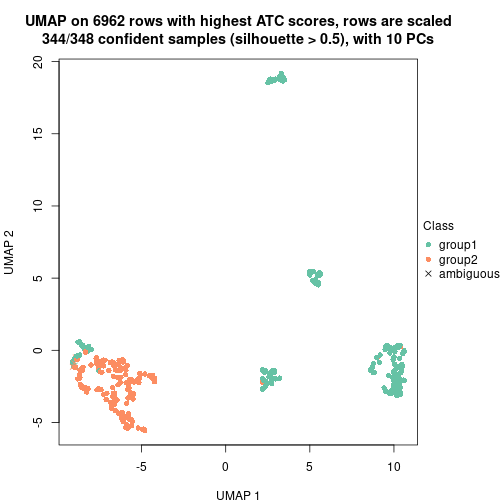 UMAP on 6962 rows with highest ATC scores, rows are scaled
344/348 confident samples (silhouette > 0.5), with 10 PCs
20
15
10
5
0
-5
UMAP 2
-5
0
5
10
UMAP 1
Class
group1
group2
ambiguous